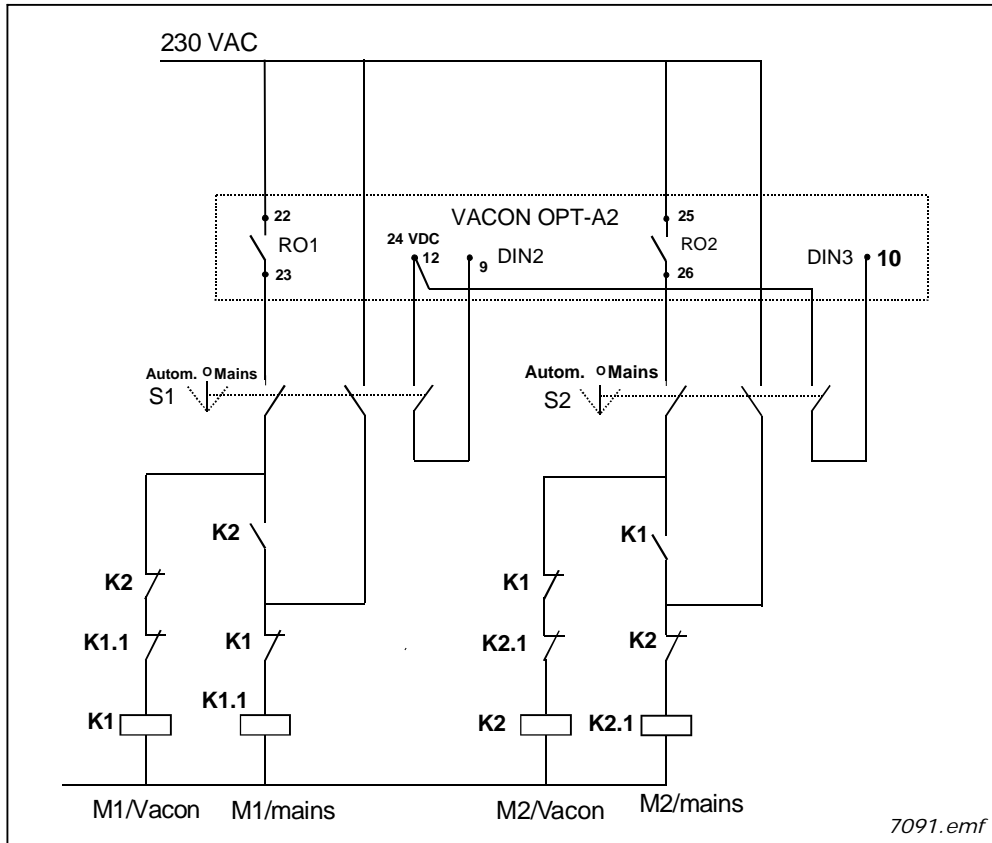 230 VAC
VACON OPT-A2
22
RO1
23
24 VDC
12
9
DIN2
25
RO2
26
DIN3
10
Autom. O Mains
S1
Autom. O Mains
S2
K2
K1
K2
K1
K1.1
K1
K2.1
K2
K1.1
K1
K2
K2.1
M1/Vacon
M1/mains
M2/Vacon
M2/mains
7091.emf